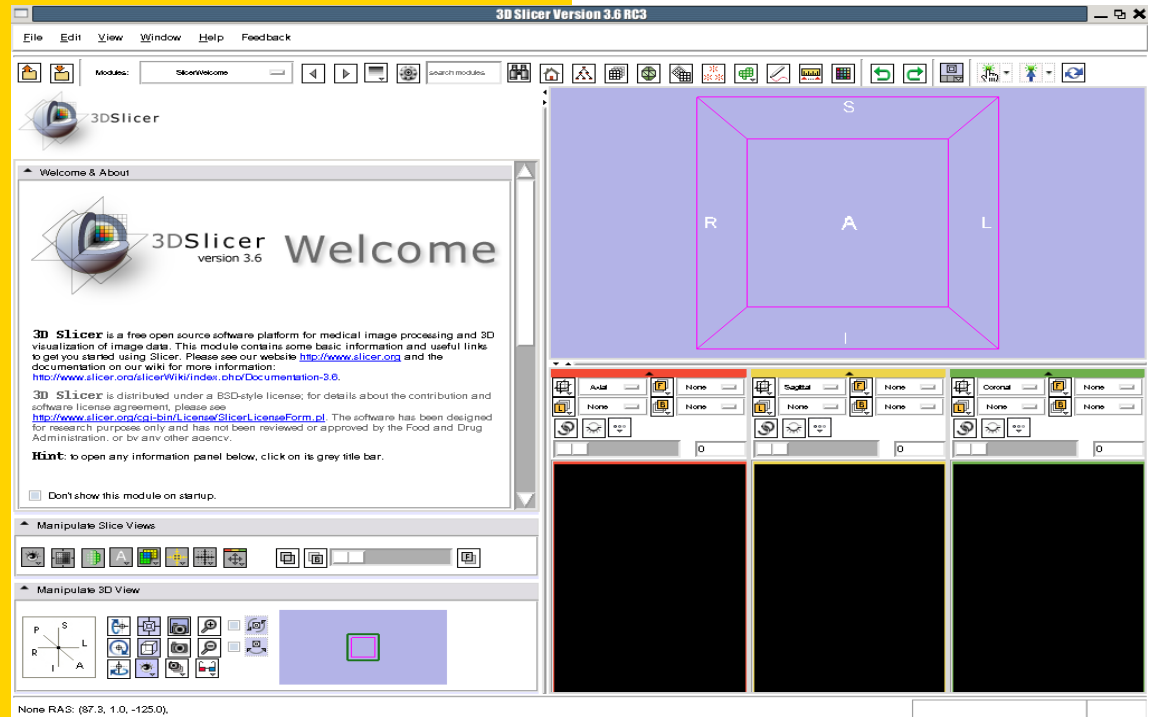 3D Slicer Version 3.6 RC3
File Edit View Window Help Feedback
Modules: SlicerWelcome search modules
3DSlicer
Welcome & About
3DSlicer Welcome
version 3.6
3D Slicer is a free open source software platform for medical image processing and 3D
visualization of image data. This module contains some basic information and useful links
to get you started using Slicer. Please see our website http://www.slicer.org and the
documentation on our wiki for more information:
http://www.slicer.org/slicerWiki/index.php/Documentation-3.6.
3D Slicer is distributed under a BSD-style license; for details about the contribution and
software license agreement, please see
http://www.slicer.org/cgi-bin/License/SlicerLicenseForm.pl. The software has been designed
for research purposes only and has not been reviewed or approved by the Food and Drug
Administration, or by any other agency.
Hint: to open any information panel below, click on its grey title bar.
Don't show this module on startup.
Manipulate Slice Views
A
B
F
Manipulate 3D View
P S
R L
I A
None RAS: (87.3, 1.0, -125.0),
S
R A L
I
Axial F None
L None B None
0
Sagittal F None
L None B None
0
Coronal F None
L None B None
0